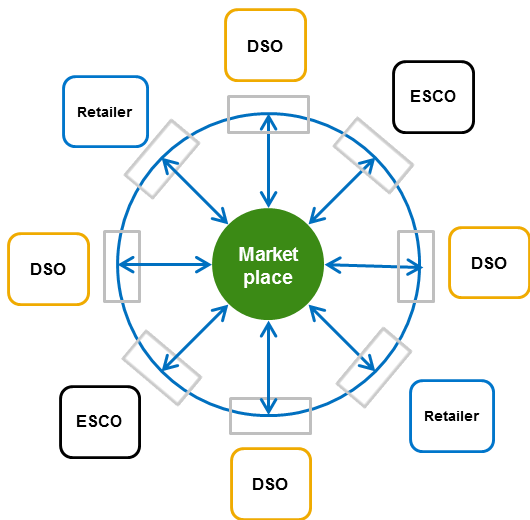 DSO
ESCO
Retailer
Market
place
DSO
DSO
ESCO
Retailer
DSO